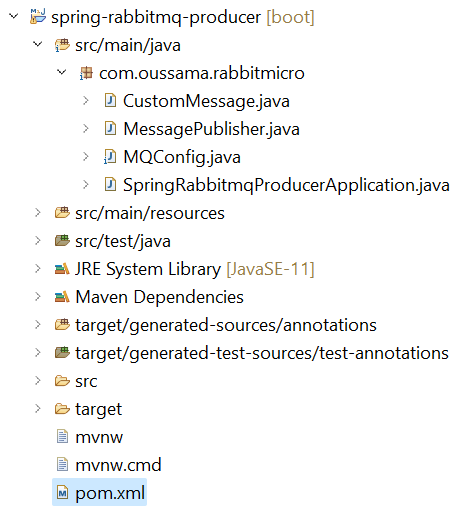 spring-rabbitmq-producer [boot]
src/main/java
com.oussama.rabbitmicro
CustomMessage.java
MessagePublisher.java
MQConfig.java
SpringRabbitmqProducerApplication.java
src/main/resources
src/test/java
JRE System Library [JavaSE-11]
Maven Dependencies
target/generated-sources/annotations
target/generated-test-sources/test-annotations
src
target
mvnw
mvnw.cmd
pom.xml